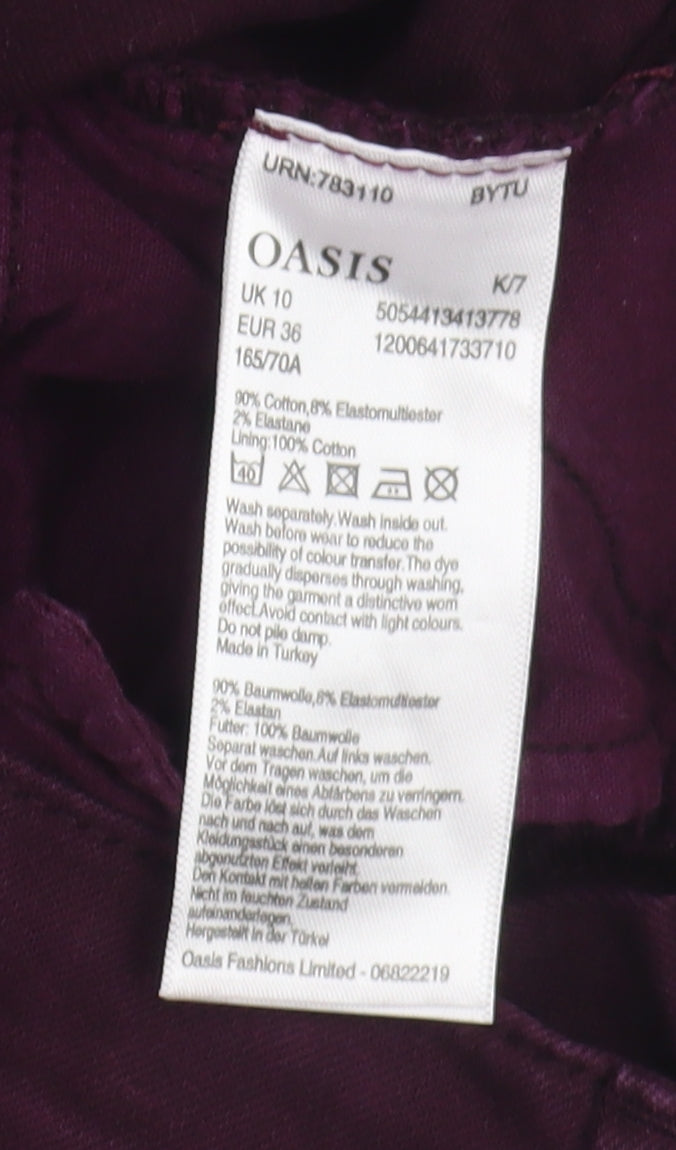 URN:783110 BYTU
OASIS K/7
UK 10 5054413413778
EUR 36 1200641733710
165/70A
90% Cotton,8% Elastomultiester
2% Elastane
Lining:100% Cotton
40
Wash separately.Wash inside out.
Wash before wear to reduce the
possibility of colour transfer.The dye
gradually disperses through washing,
giving the garment a distinctive worn
effect.Avoid contact with light colours.
Do not pile damp.
Made in Turkey
90% Baumwolle,8% Elastomultiester
2% Elastan
Futter: 100% Baumwolle
Separat waschen.Auf links waschen.
Vor dem Tragen waschen, um die
Möglichkeit eines Abfärbens zu verringern.
Die Farbe löst sich durch das Waschen
nach und nach auf, was dem
Kleidungsstück einen besonderen
abgenutzten Effekt verleiht.
Den Kontakt mit hellen Farben vermeiden.
Nicht im feuchten Zustand
aufeinanderlegen.
Hergestellt in der Türkei
Oasis Fashions Limited - 06822219